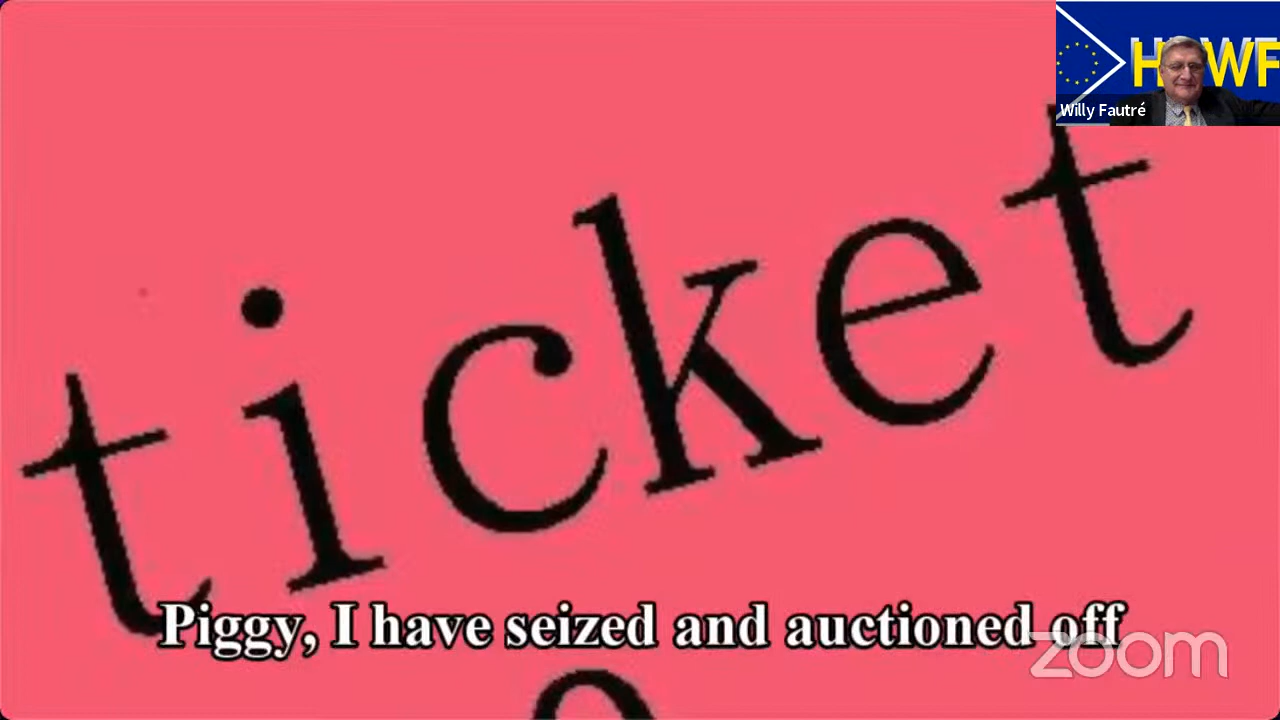 HRWF
Willy Fautré
ticket
Piggy, I have seized and auctioned off
zoom